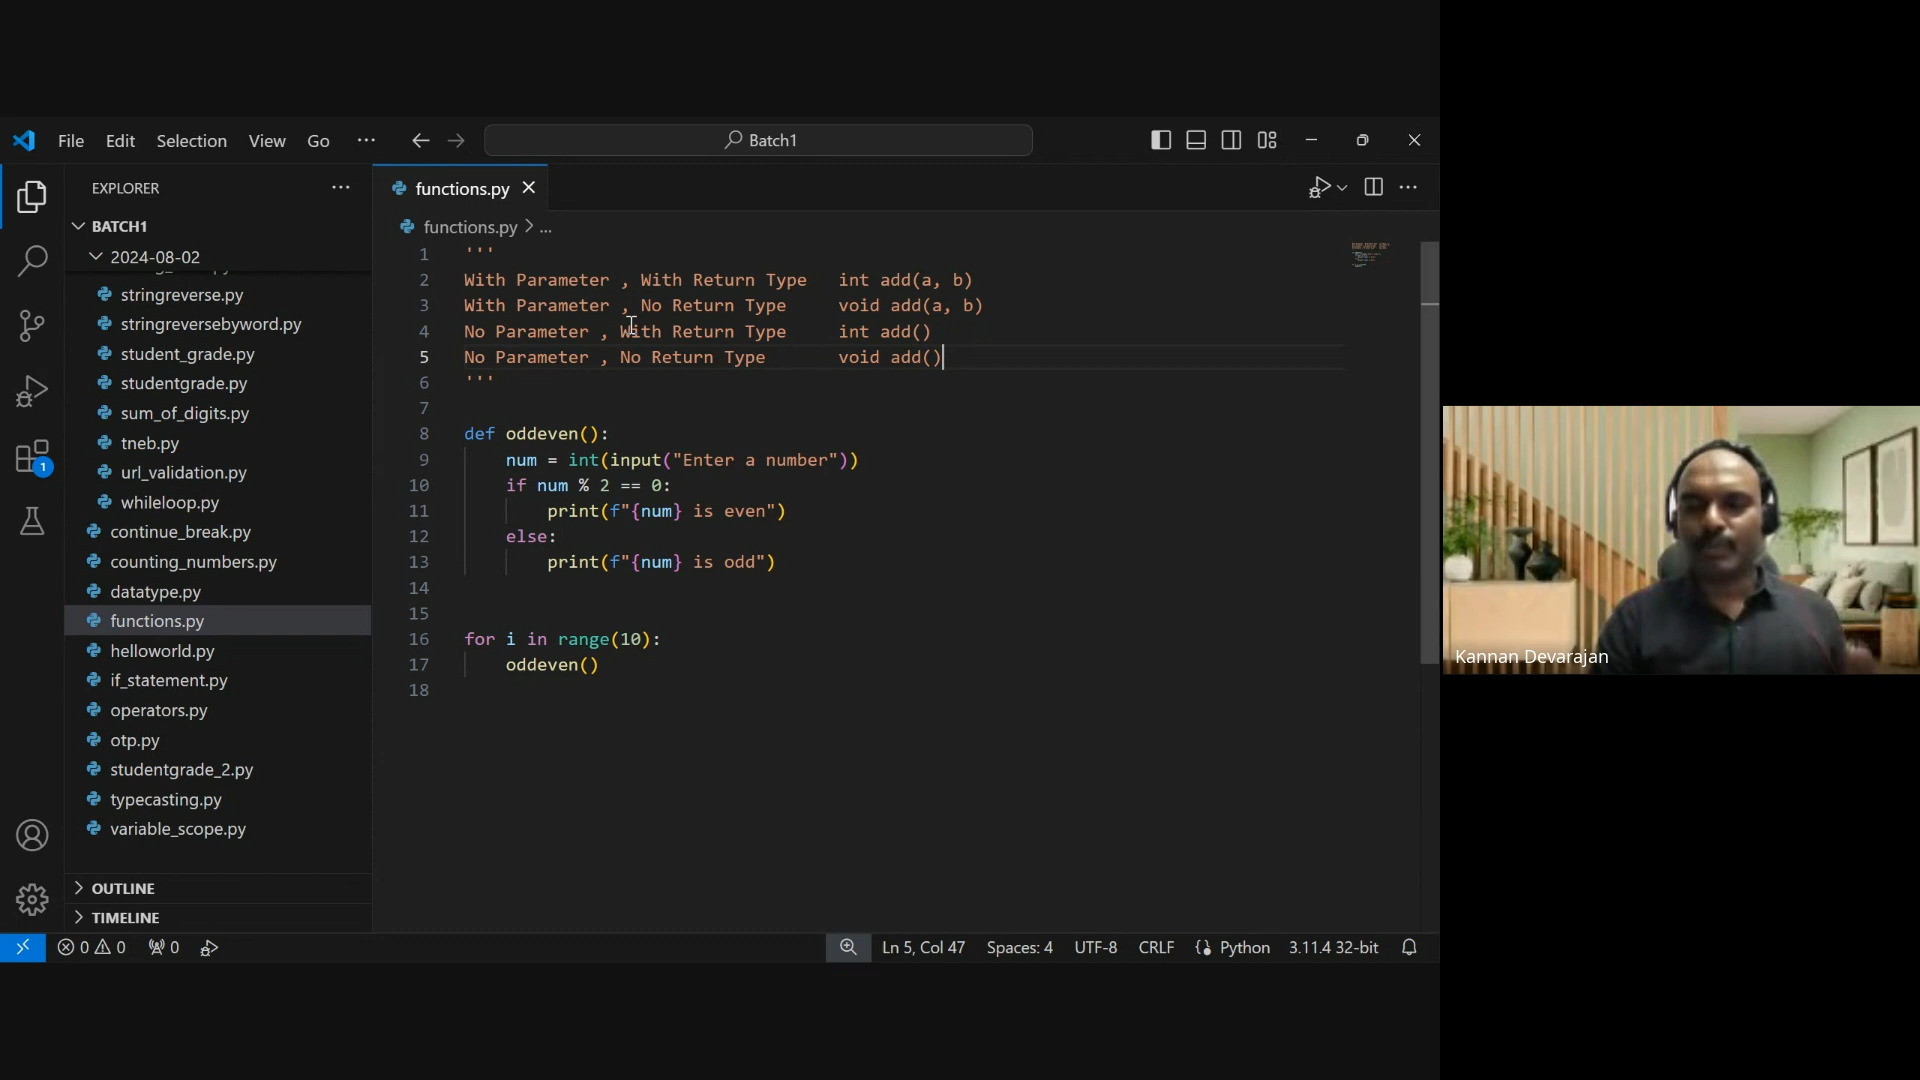 File Edit Selection View Go ··· Batch1
EXPLORER ···
BATCH1
2024-08-02
stringreverse.py
stringreversebyword.py
student_grade.py
studentgrade.py
sum_of_digits.py
tneb.py
url_validation.py
whileloop.py
continue_break.py
counting_numbers.py
datatype.py
functions.py
helloworld.py
if_statement.py
operators.py
otp.py
studentgrade_2.py
typecasting.py
variable_scope.py
OUTLINE
TIMELINE
1
functions.py
functions.py > ...
1 '''
2 With Parameter , With Return Type int add(a, b)
3 With Parameter , No Return Type void add(a, b)
4 No Parameter , With Return Type int add()
5 No Parameter , No Return Type void add()
6 '''
7
8 def oddeven():
9 num = int(input("Enter a number"))
10 if num % 2 == 0:
11 print(f"{num} is even")
12 else:
13 print(f"{num} is odd")
14
15
16 for i in range(10):
17 oddeven()
18
0 0 0 Ln 5, Col 47 Spaces: 4 UTF-8 CRLF Python 3.11.4 32-bit
Kannan Devarajan